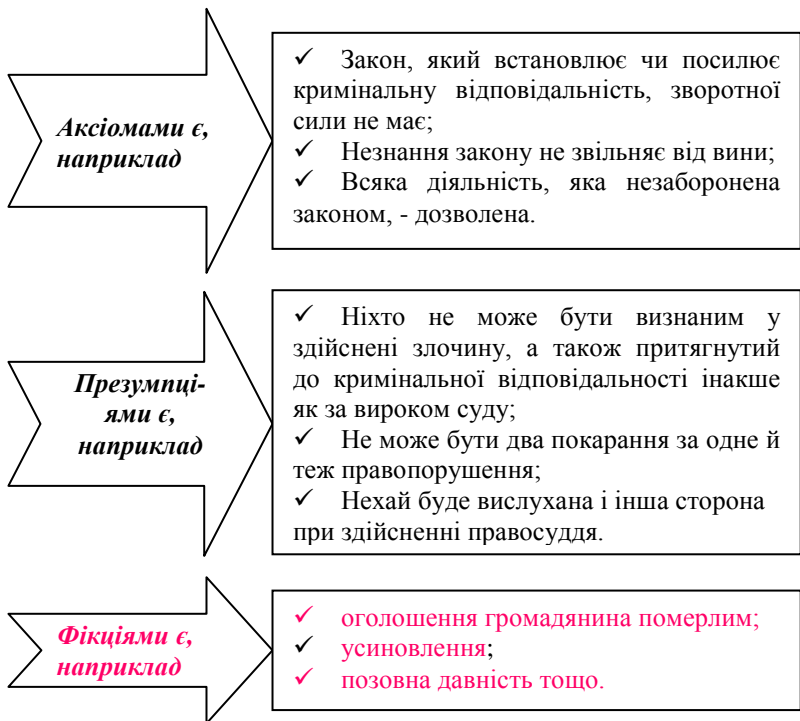 Аксіомами є,
наприклад
✓ Закон, який встановлює чи посилює
кримінальну відповідальність, зворотної
сили не має;
✓ Незнання закону не звільняє від вини;
✓ Всяка діяльність, яка незаборонена
законом, - дозволена.
Презумпці-
ями є,
наприклад
✓ Ніхто не може бути визнаним у
здійснені злочину, а також притягнутий
до кримінальної відповідальності інакше
як за вироком суду;
✓ Не може бути два покарання за одне й
теж правопорушення;
✓ Нехай буде вислухана і інша сторона
при здійсненні правосуддя.
Фікціями є,
наприклад
✓ оголошення громадянина померлим;
✓ усиновлення;
✓ позовна давність тощо.